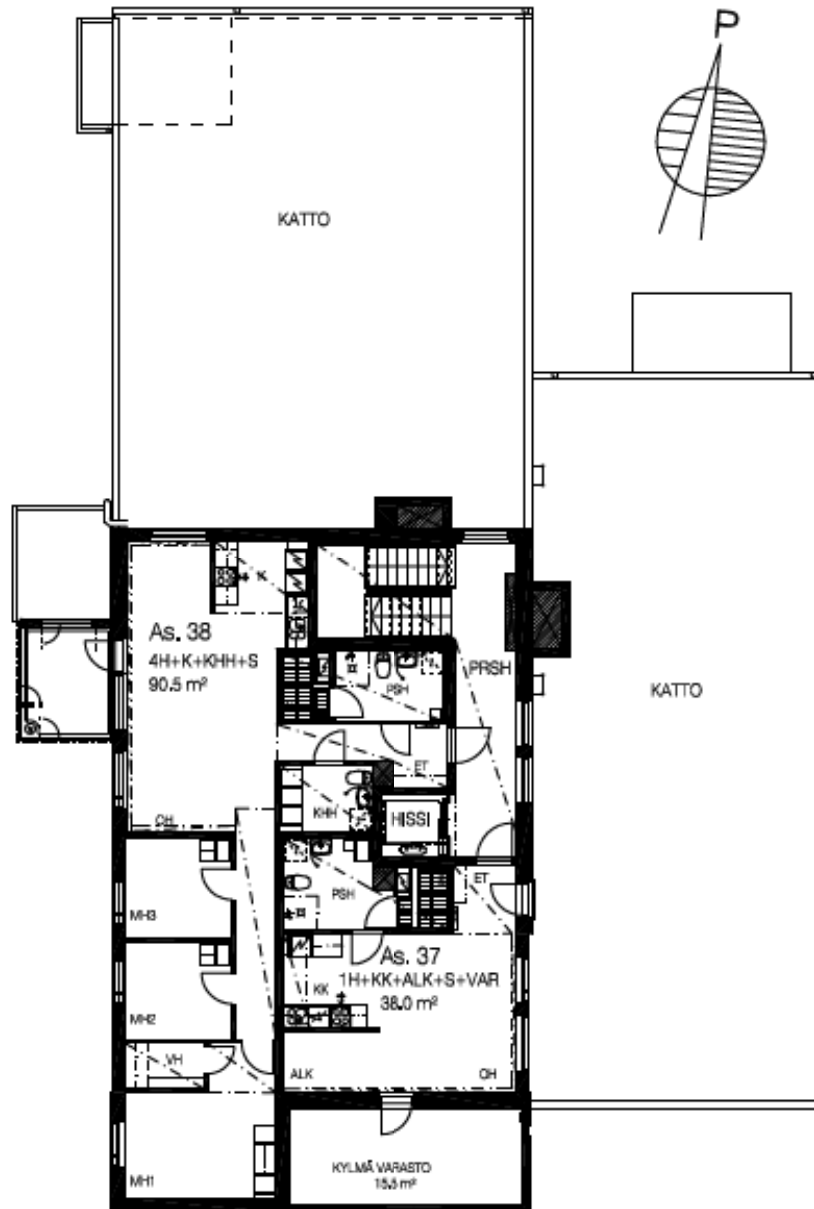 P
KATTO
As. 38
4H+K+KHH+S
90.5 m²
K
PSH
PRSH
KATTO
ET
KHH
HISSI
OH
PSH
ET
MH3
As. 37
1H+KK+ALK+S+VAR
38.0 m²
KK
MH2
VH
ALK
OH
MH1
KYLMÄ VARASTO
15.5 m²